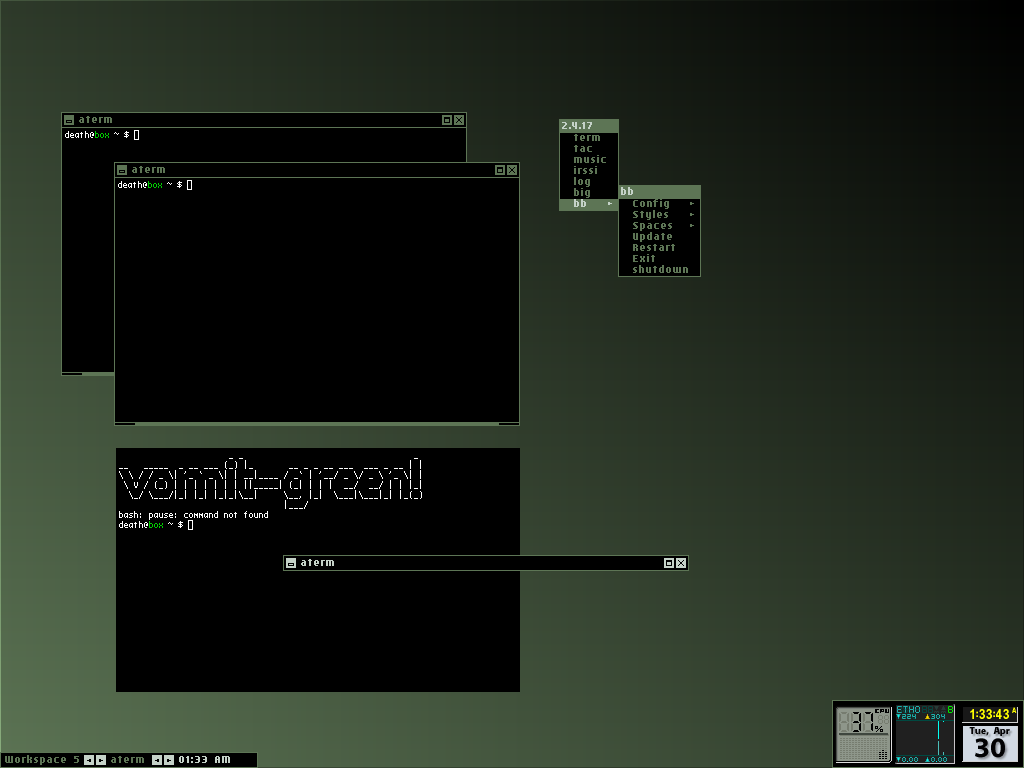 aterm
death@box ~ $
aterm
death@box ~ $
2.4.17
term
tac
music
irssi
log
big
bb
bb
Config
Styles
Spaces
Update
Restart
Exit
shutdown
vomit-green!
bash: pause: command not found
death@box ~ $
aterm
CPU
37%
ETH0 B
▼224 ▲304
▼0.00 ▲0.00
1:33:43 A
Tue, Apr
30
Workspace 5 aterm 01:33 AM